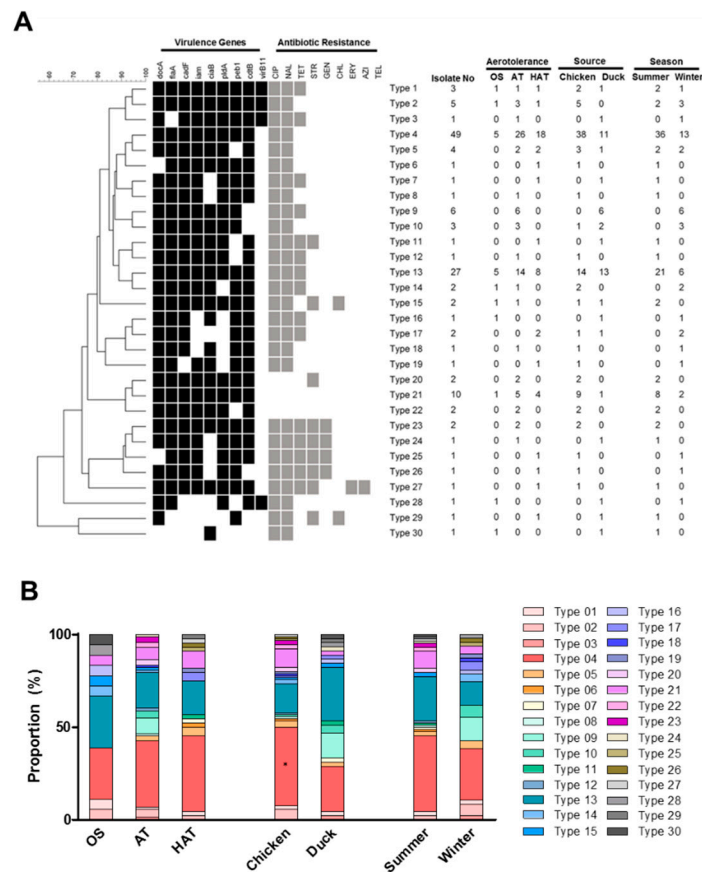 A
Virulence Genes Antibiotic Resistance
40 50 60 70 80 90 100
docA flaA cadF iam ciaB pldA peb1 cdtB virB11 CIP NAL TET STR GEN CHL ERY AZI TEL
Aerotolerance Source Season
Isolate No OS AT HAT Chicken Duck Summer Winter
Type 1 3 1 1 1 2 1 2 1
Type 2 5 1 3 1 5 0 2 3
Type 3 1 0 1 0 0 1 0 1
Type 4 49 5 26 18 38 11 36 13
Type 5 4 0 2 2 3 1 2 2
Type 6 1 0 0 1 1 0 1 0
Type 7 1 0 0 1 0 1 1 0
Type 8 1 0 1 0 1 0 1 0
Type 9 6 0 6 0 0 6 0 6
Type 10 3 0 3 0 1 2 0 3
Type 11 1 0 0 1 0 1 1 0
Type 12 1 0 1 0 1 0 1 0
Type 13 27 5 14 8 14 13 21 6
Type 14 2 1 1 0 2 0 0 2
Type 15 2 1 1 0 1 1 2 0
Type 16 1 1 0 0 0 1 0 1
Type 17 2 0 0 2 1 1 0 2
Type 18 1 0 1 0 1 0 0 1
Type 19 1 0 0 1 1 0 0 1
Type 20 2 0 2 0 2 0 2 0
Type 21 10 1 5 4 9 1 8 2
Type 22 2 0 2 0 2 0 2 0
Type 23 2 0 2 0 2 0 2 0
Type 24 1 0 1 0 0 1 1 0
Type 25 1 0 0 1 1 0 0 1
Type 26 1 0 0 1 1 0 0 1
Type 27 1 0 0 1 0 1 1 0
Type 28 1 1 0 0 0 1 0 1
Type 29 1 0 0 1 0 1 1 0
Type 30 1 1 0 0 0 1 1 0
B
Proportion (%)
100
50
0
OS AT HAT Chicken Duck Summer Winter
*
Type 01 Type 16
Type 02 Type 17
Type 03 Type 18
Type 04 Type 19
Type 05 Type 20
Type 06 Type 21
Type 07 Type 22
Type 08 Type 23
Type 09 Type 24
Type 10 Type 25
Type 11 Type 26
Type 12 Type 27
Type 13 Type 28
Type 14 Type 29
Type 15 Type 30